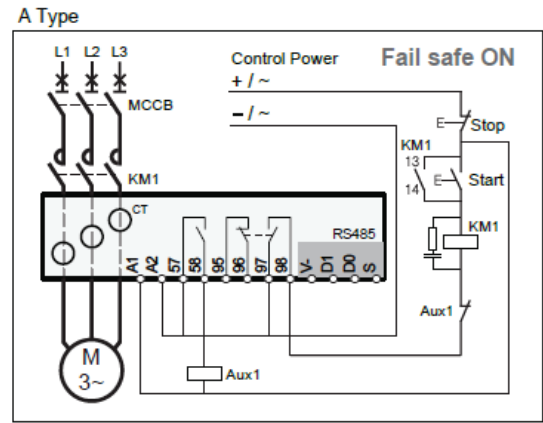 A Type
L1 L2 L3
Control Power
Fail safe ON
+ / ~
MCCB
− / ~
Stop
KM1
13
14
Start
KM1
CT
RS485
KM1
A1 A2 57 58 95 96 97 98 V- D1 D0 S
Aux1
M
3~
Aux1